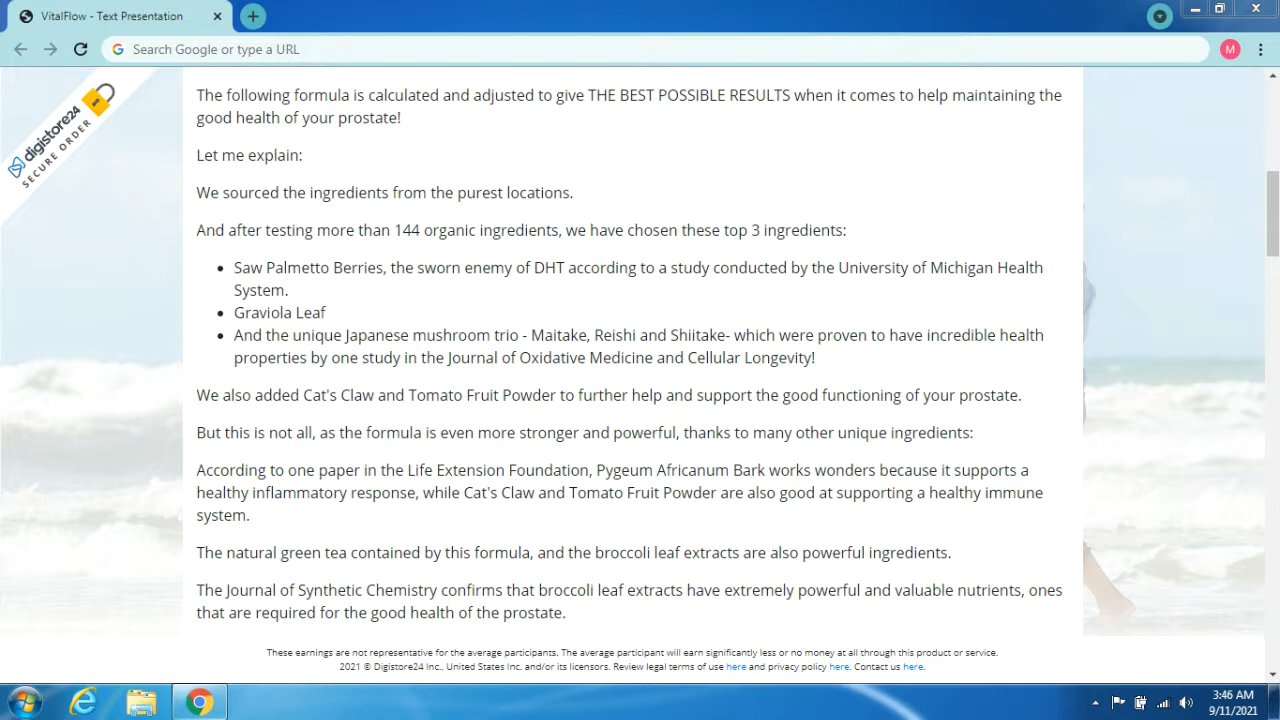 VitalFlow - Text Presentation
Search Google or type a URL
M
digistore24
SECURE ORDER
The following formula is calculated and adjusted to give THE BEST POSSIBLE RESULTS when it comes to help maintaining the
good health of your prostate!
Let me explain:
We sourced the ingredients from the purest locations.
And after testing more than 144 organic ingredients, we have chosen these top 3 ingredients:
Saw Palmetto Berries, the sworn enemy of DHT according to a study conducted by the University of Michigan Health
System.
Graviola Leaf
And the unique Japanese mushroom trio - Maitake, Reishi and Shiitake- which were proven to have incredible health
properties by one study in the Journal of Oxidative Medicine and Cellular Longevity!
We also added Cat's Claw and Tomato Fruit Powder to further help and support the good functioning of your prostate.
But this is not all, as the formula is even more stronger and powerful, thanks to many other unique ingredients:
According to one paper in the Life Extension Foundation, Pygeum Africanum Bark works wonders because it supports a
healthy inflammatory response, while Cat's Claw and Tomato Fruit Powder are also good at supporting a healthy immune
system.
The natural green tea contained by this formula, and the broccoli leaf extracts are also powerful ingredients.
The Journal of Synthetic Chemistry confirms that broccoli leaf extracts have extremely powerful and valuable nutrients, ones
that are required for the good health of the prostate.
These earnings are not representative for the average participants. The average participant will earn significantly less or no money at all through this product or service.
2021 © Digistore24 Inc., United States Inc. and/or its licensors. Review legal terms of use here and privacy policy here. Contact us here.
3:46 AM
9/11/2021